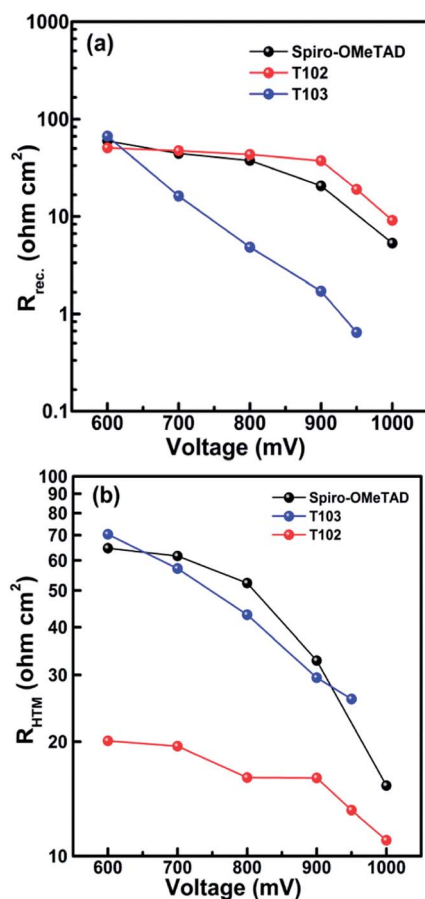 (a)
Spiro-OMeTAD
T102
T103
1000
100
10
1
0.1
R_rec. (ohm cm²)
600 700 800 900 1000
Voltage (mV)
(b)
Spiro-OMeTAD
T103
T102
100
90
80
70
60
50
40
30
20
10
R_HTM (ohm cm²)
600 700 800 900 1000
Voltage (mV)